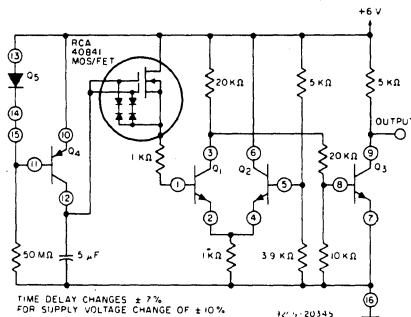 +6 V
RCA
40841
MOS/FET
13
Q5
14
15
10
11
Q4
12
20 KΩ
5 KΩ
5 KΩ
OUTPUT
1 KΩ
3
6
9
Q1
Q2
20 KΩ
Q3
1
5
8
2
4
7
50 MΩ
5 µF
1 KΩ
3.9 KΩ
10 KΩ
16
TIME DELAY CHANGES ± 7%
FOR SUPPLY VOLTAGE CHANGE OF ± 10%